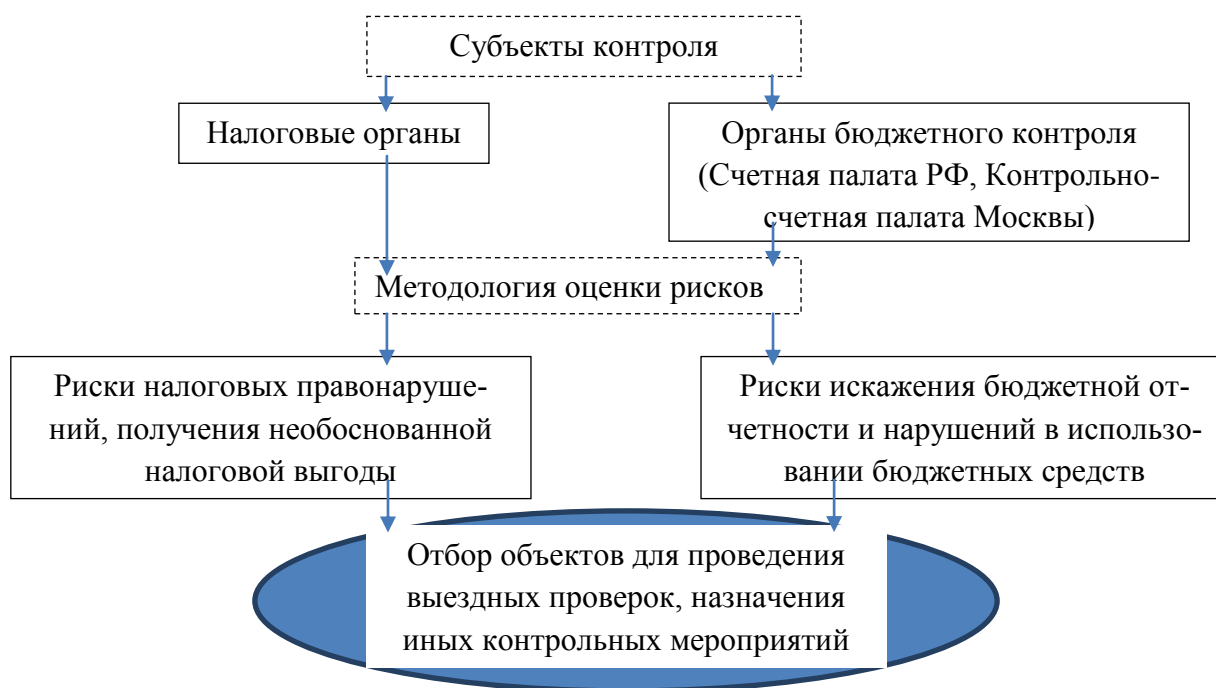 Субъекты контроля
Налоговые органы
Органы бюджетного контроля
(Счетная палата РФ, Контрольно-
счетная палата Москвы)
Методология оценки рисков
Риски налоговых правонаруше-
ний, получения необоснованной
налоговой выгоды
Риски искажения бюджетной от-
четности и нарушений в использо-
вании бюджетных средств
Отбор объектов для проведения
выездных проверок, назначения
иных контрольных мероприятий